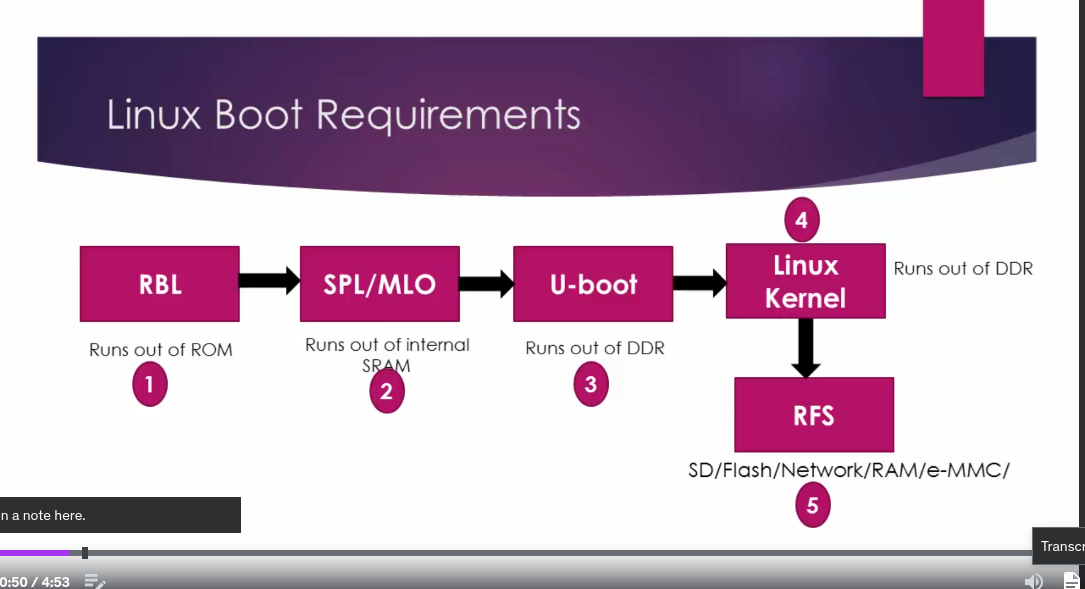 Linux Boot Requirements
4
RBL
SPL/MLO
U-boot
Linux
Kernel
Runs out of DDR
Runs out of ROM
Runs out of internal
SRAM
Runs out of DDR
1
2
3
RFS
SD/Flash/Network/RAM/e-MMC/
5
n a note here.
Transcr
0:50 / 4:53